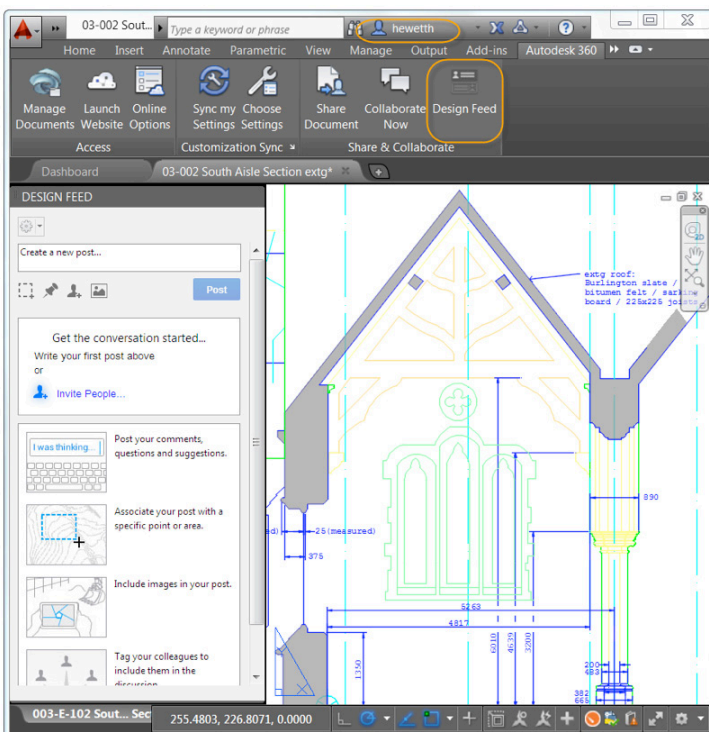 03-002 Sout...
Type a keyword or phrase
hewetth
Home Insert Annotate Parametric View Manage Output Add-ins Autodesk 360
Manage Documents
Launch Website
Online Options
Sync my Settings
Choose Settings
Share Document
Collaborate Now
Design Feed
Access
Customization Sync
Share & Collaborate
Dashboard
03-002 South Aisle Section extg*
DESIGN FEED
Create a new post...
Post
Get the conversation started...
Write your first post above
or
Invite People...
I was thinking...
Post your comments,
questions and suggestions.
Associate your post with a
specific point or area.
Include images in your post.
Tag your colleagues to
include them in the
discussion
2D
extg roof:
Burlington slate /
bitumen felt / sarking
board / 225x225 joists
890
25(measured)
375
5263
4817
6010
4639
3200
1350
200
483
382
665
003-E-102 Sout... Sec
255.4803, 226.8071, 0.0000